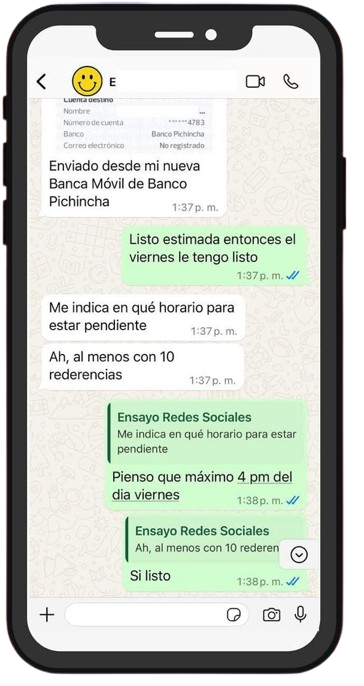 E
Cuenta destino
Nombre ...
Número de cuenta ******4783
Banco Banco Pichincha
Correo electrónico No registrado
Enviado desde mi nueva
Banca Móvil de Banco
Pichincha
1:37 p. m.
Listo estimada entonces el
viernes le tengo listo
1:37 p. m.
Me indica en qué horario para
estar pendiente
1:37 p. m.
Ah, al menos con 10
rederencias
1:37 p. m.
Ensayo Redes Sociales
Me indica en qué horario para estar
pendiente
Pienso que máximo 4 pm del
dia viernes
1:38 p. m.
Ensayo Redes Sociales
Ah, al menos con 10 rederen
Si listo
1:38 p. m.